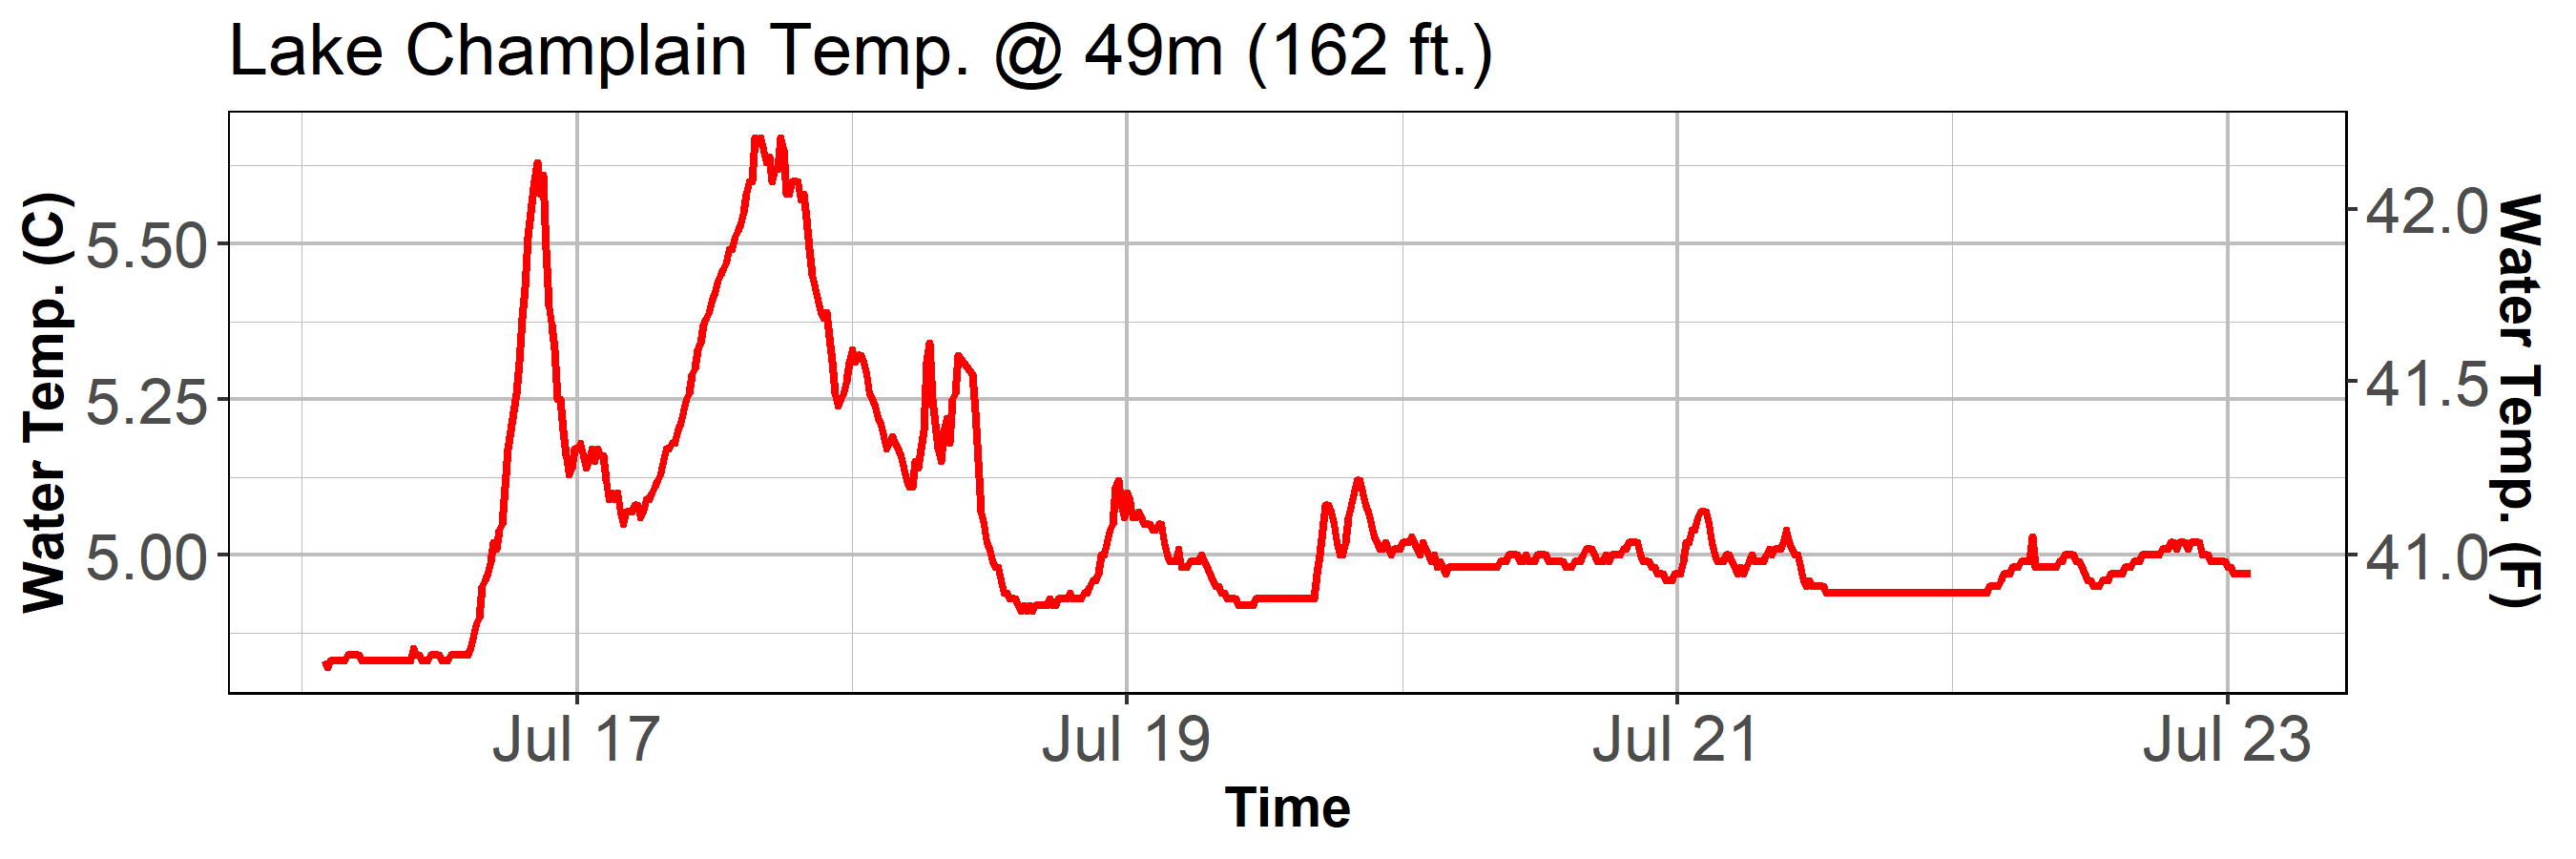 Lake Champlain Temp. @ 49m (162 ft.)
Water Temp. (C)
5.50
5.25
5.00
42.0
41.5
41.0
Water Temp. (F)
Jul 17
Jul 19
Jul 21
Jul 23
Time